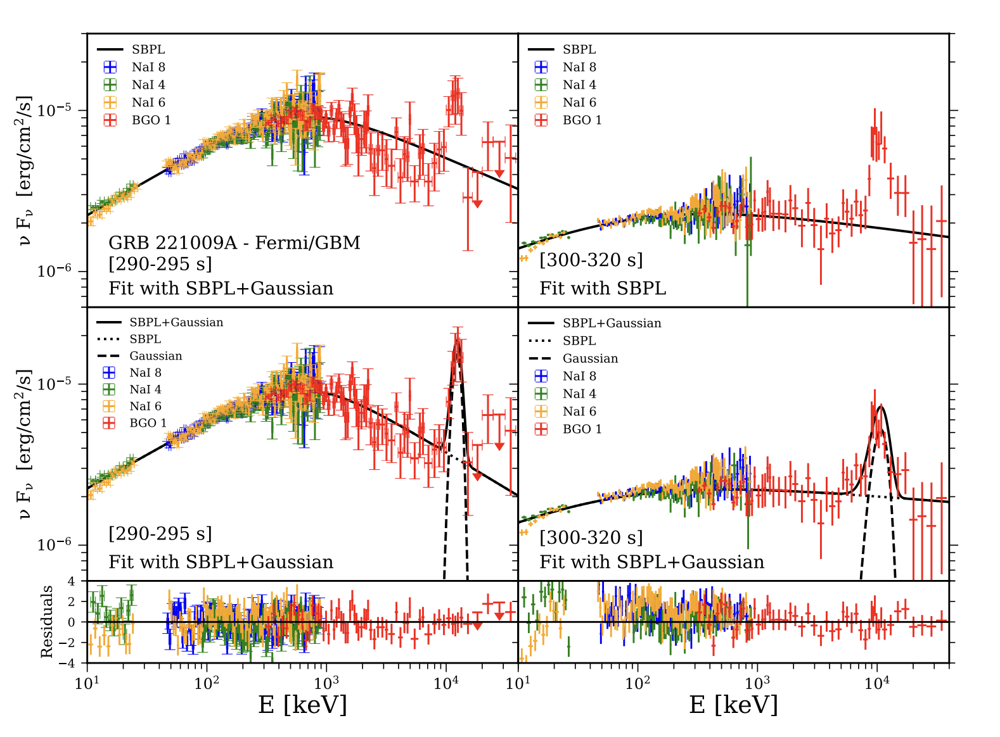 SBPL
NaI 8
NaI 4
NaI 6
BGO 1
GRB 221009A - Fermi/GBM
[290-295 s]
Fit with SBPL+Gaussian
10⁻⁵
10⁻⁶
ν Fᵥ [erg/cm²/s]
SBPL
NaI 8
NaI 4
NaI 6
BGO 1
[300-320 s]
Fit with SBPL
SBPL+Gaussian
SBPL
Gaussian
NaI 8
NaI 4
NaI 6
BGO 1
[290-295 s]
Fit with SBPL+Gaussian
10⁻⁵
10⁻⁶
ν Fᵥ [erg/cm²/s]
SBPL+Gaussian
SBPL
Gaussian
NaI 8
NaI 4
NaI 6
BGO 1
[300-320 s]
Fit with SBPL+Gaussian
Residuals
4
2
0
−2
−4
10¹ 10² 10³ 10⁴ 10¹ 10² 10³ 10⁴
E [keV] E [keV]